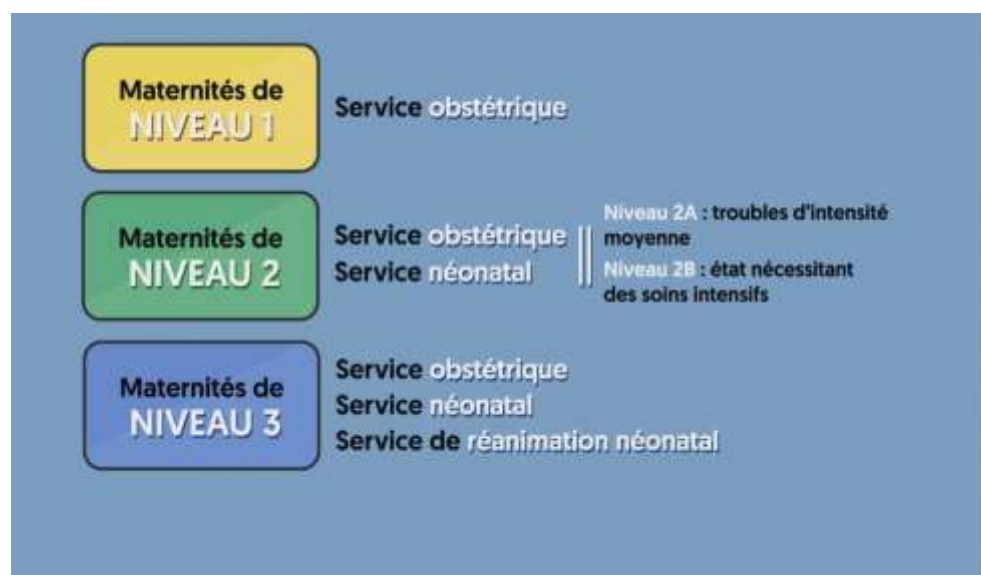 Maternités de
NIVEAU 1
Service obstétrique
Maternités de
NIVEAU 2
Service obstétrique
Service néonatal
Niveau 2A : troubles d'intensité
moyenne
Niveau 2B : état nécessitant
des soins intensifs
Maternités de
NIVEAU 3
Service obstétrique
Service néonatal
Service de réanimation néonatal